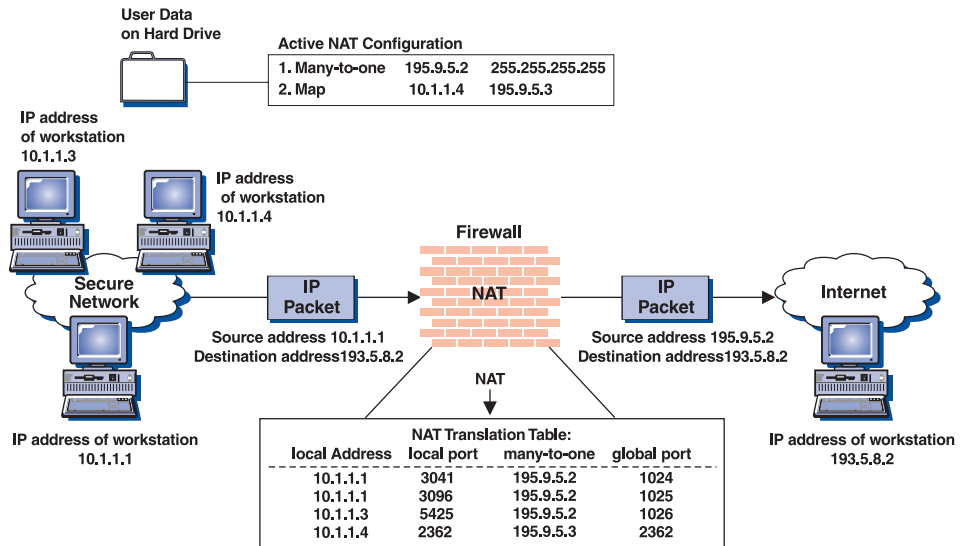 User Data
on Hard Drive
Active NAT Configuration
1. Many-to-one 195.9.5.2 255.255.255.255
2. Map 10.1.1.4 195.9.5.3
IP address
of workstation
10.1.1.3
IP address
of workstation
10.1.1.4
Secure
Network
IP address of workstation
10.1.1.1
IP
Packet
Source address 10.1.1.1
Destination address193.5.8.2
Firewall
NAT
IP
Packet
Source address 195.9.5.2
Destination address193.5.8.2
Internet
IP address of workstation
193.5.8.2
NAT
NAT Translation Table:
local Address local port many-to-one global port
10.1.1.1 3041 195.9.5.2 1024
10.1.1.1 3096 195.9.5.2 1025
10.1.1.3 5425 195.9.5.2 1026
10.1.1.4 2362 195.9.5.3 2362